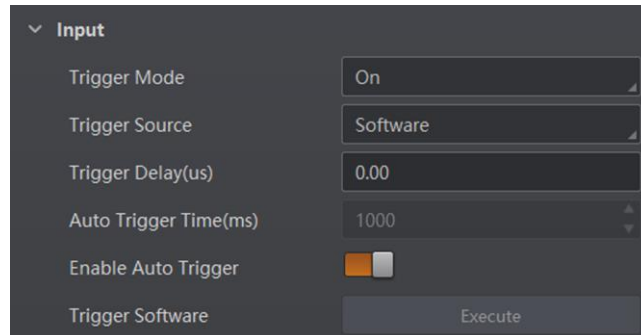 Input
Trigger Mode On
Trigger Source Software
Trigger Delay(us) 0.00
Auto Trigger Time(ms) 1000
Enable Auto Trigger
Trigger Software Execute